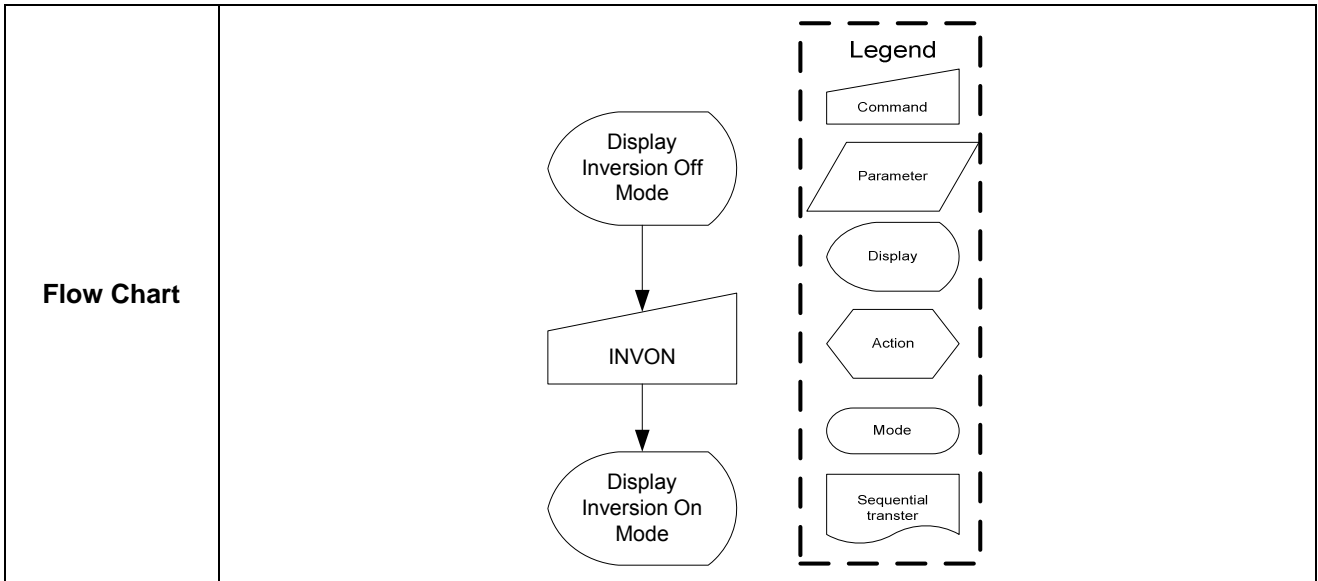 Flow Chart
Display
Inversion Off
Mode
INVON
Display
Inversion On
Mode
Legend
Command
Parameter
Display
Action
Mode
Sequential
transter